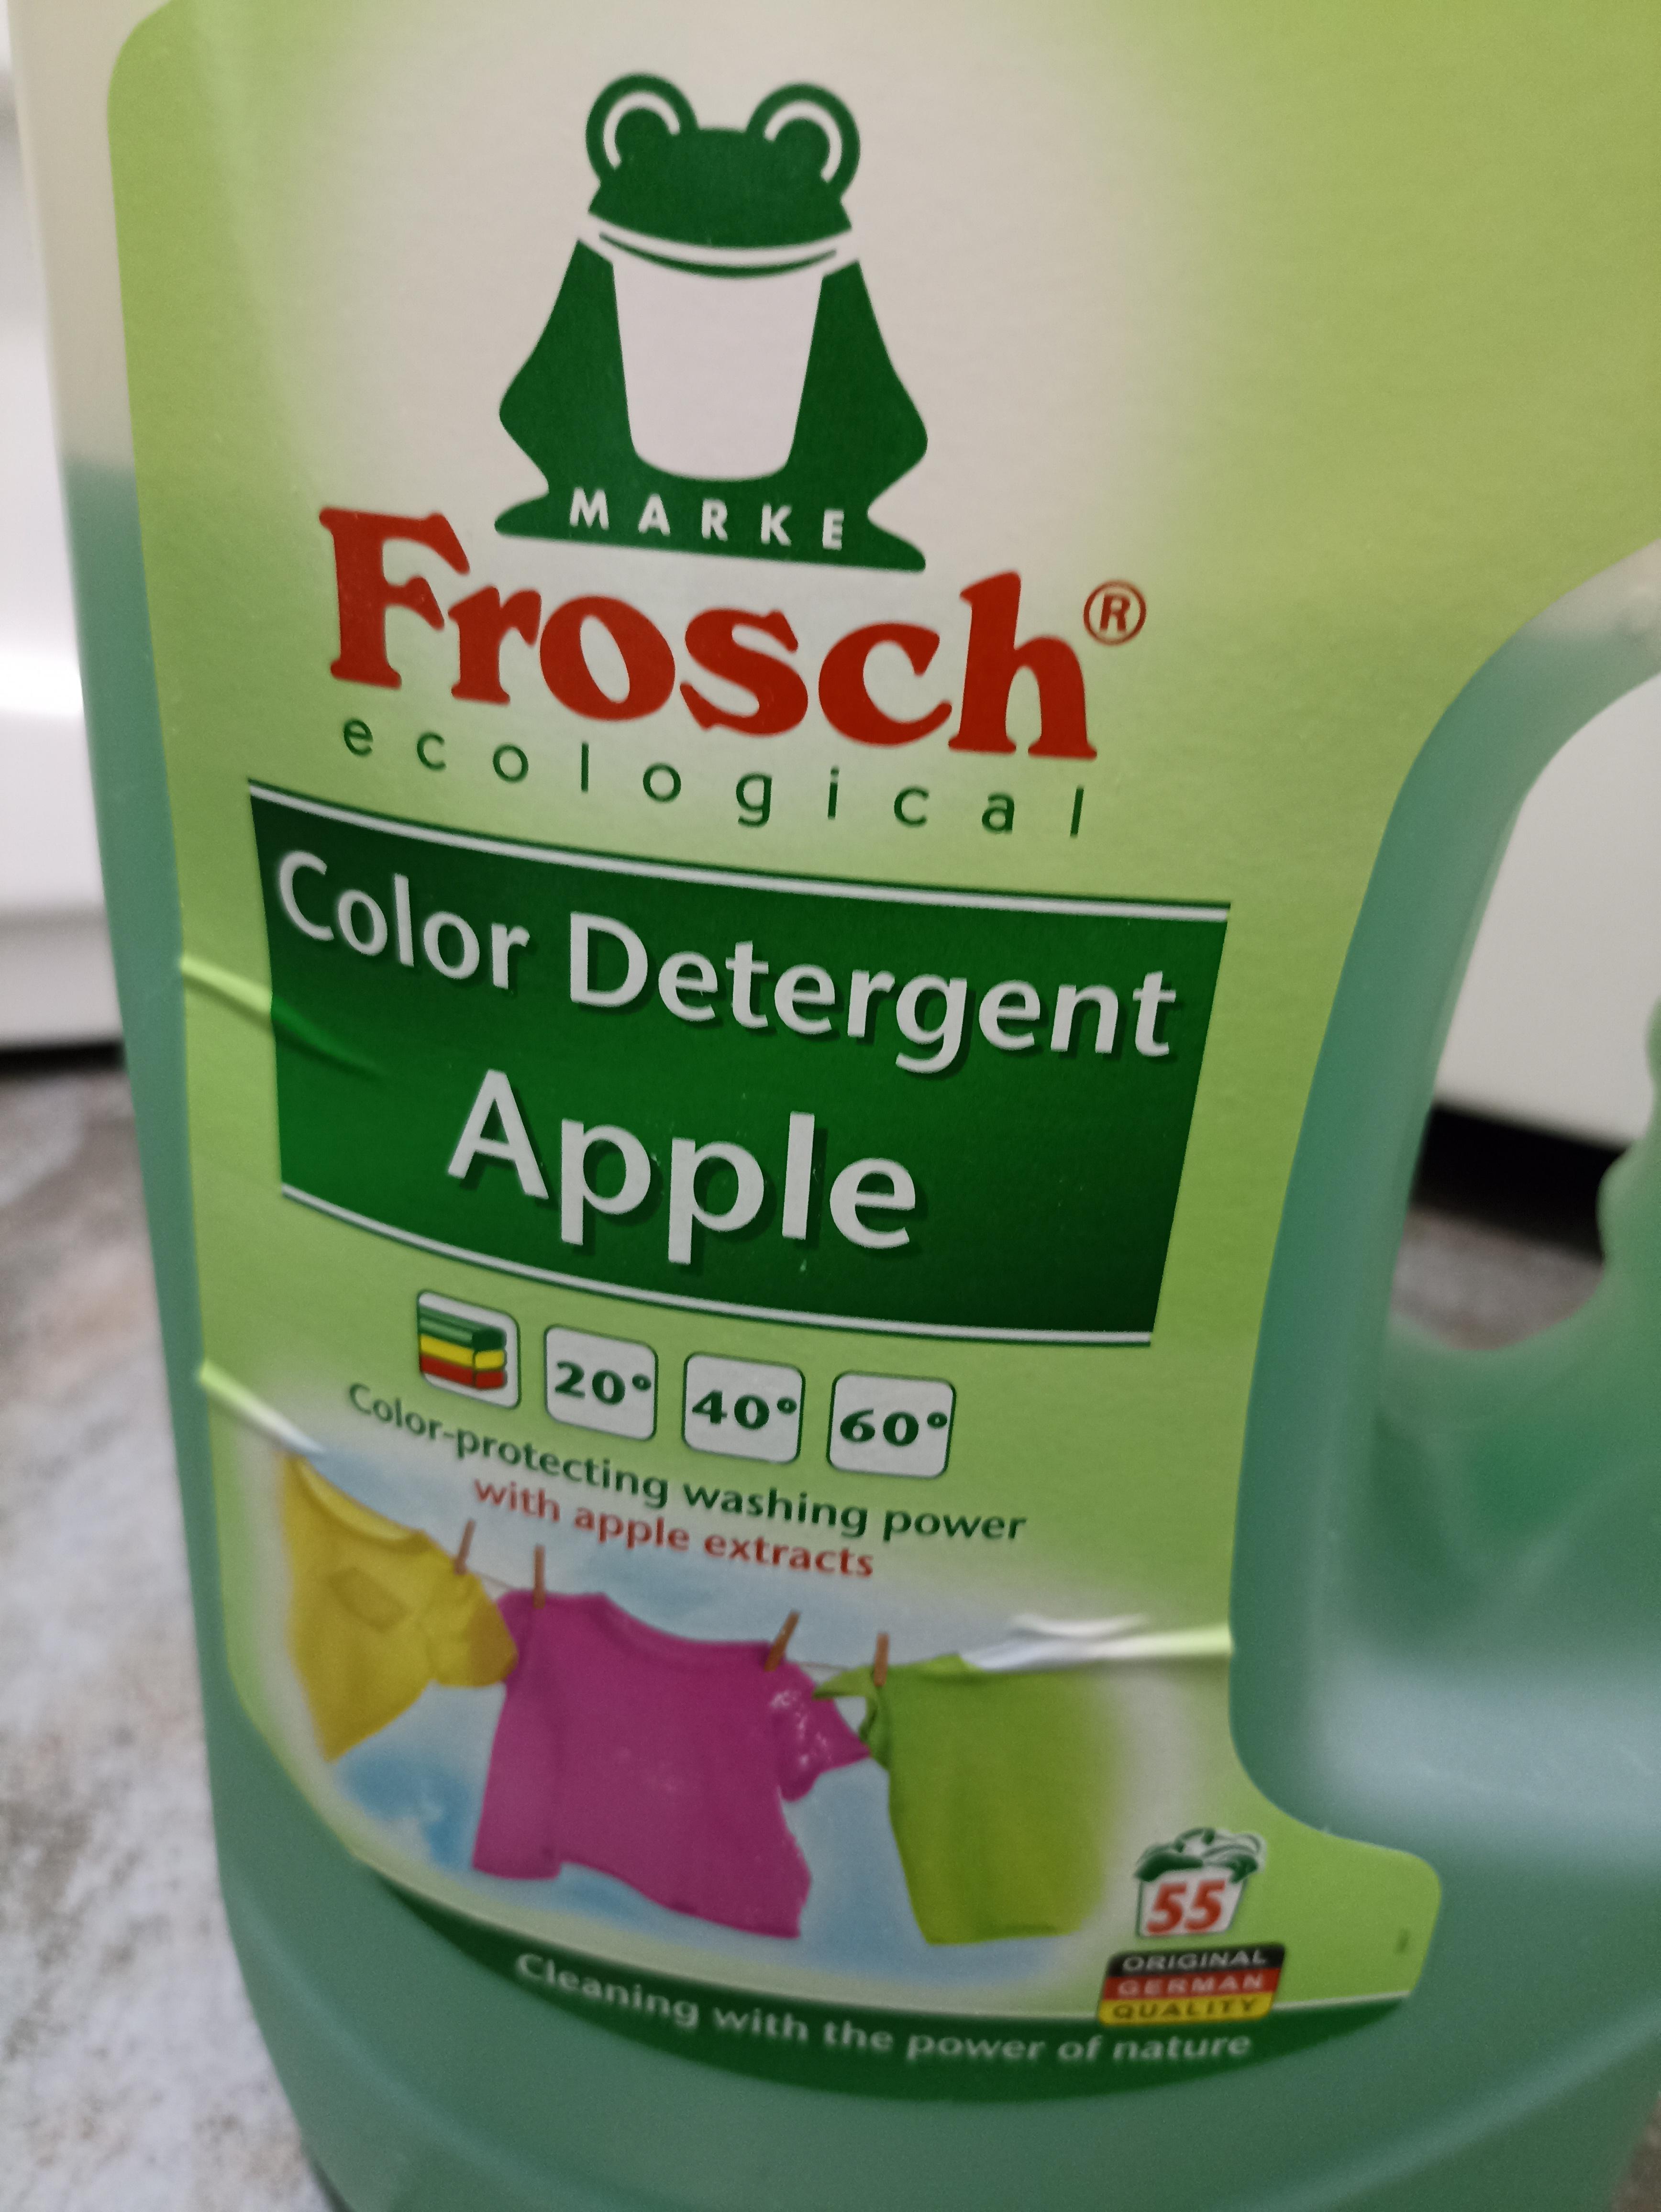 MARKE
Frosch®
ecological
Color Detergent
Apple
20° 40° 60°
Color-protecting washing power
with apple extracts
55
ORIGINAL
GERMAN
QUALITY
Cleaning with the power of nature